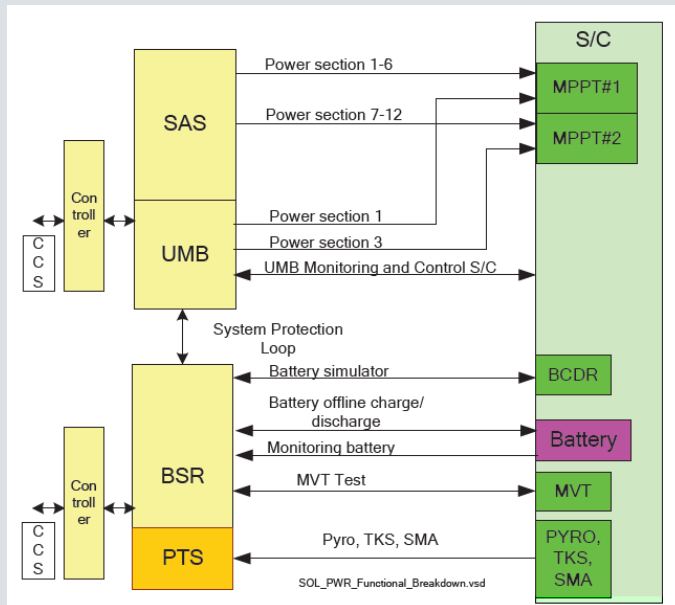 S/C
Power section 1-6
MPPT#1
SAS
Power section 7-12
MPPT#2
Con
troll
er
C
C
S
Power section 1
UMB
Power section 3
UMB Monitoring and Control S/C
System Protection
Loop
Battery simulator
BCDR
Battery offline charge/
discharge
Battery
Monitoring battery
Con
troll
er
C
C
S
BSR
MVT Test
MVT
Pyro, TKS, SMA
PYRO,
TKS,
SMA
PTS
SOL_PWR_Functional_Breakdown.vsd